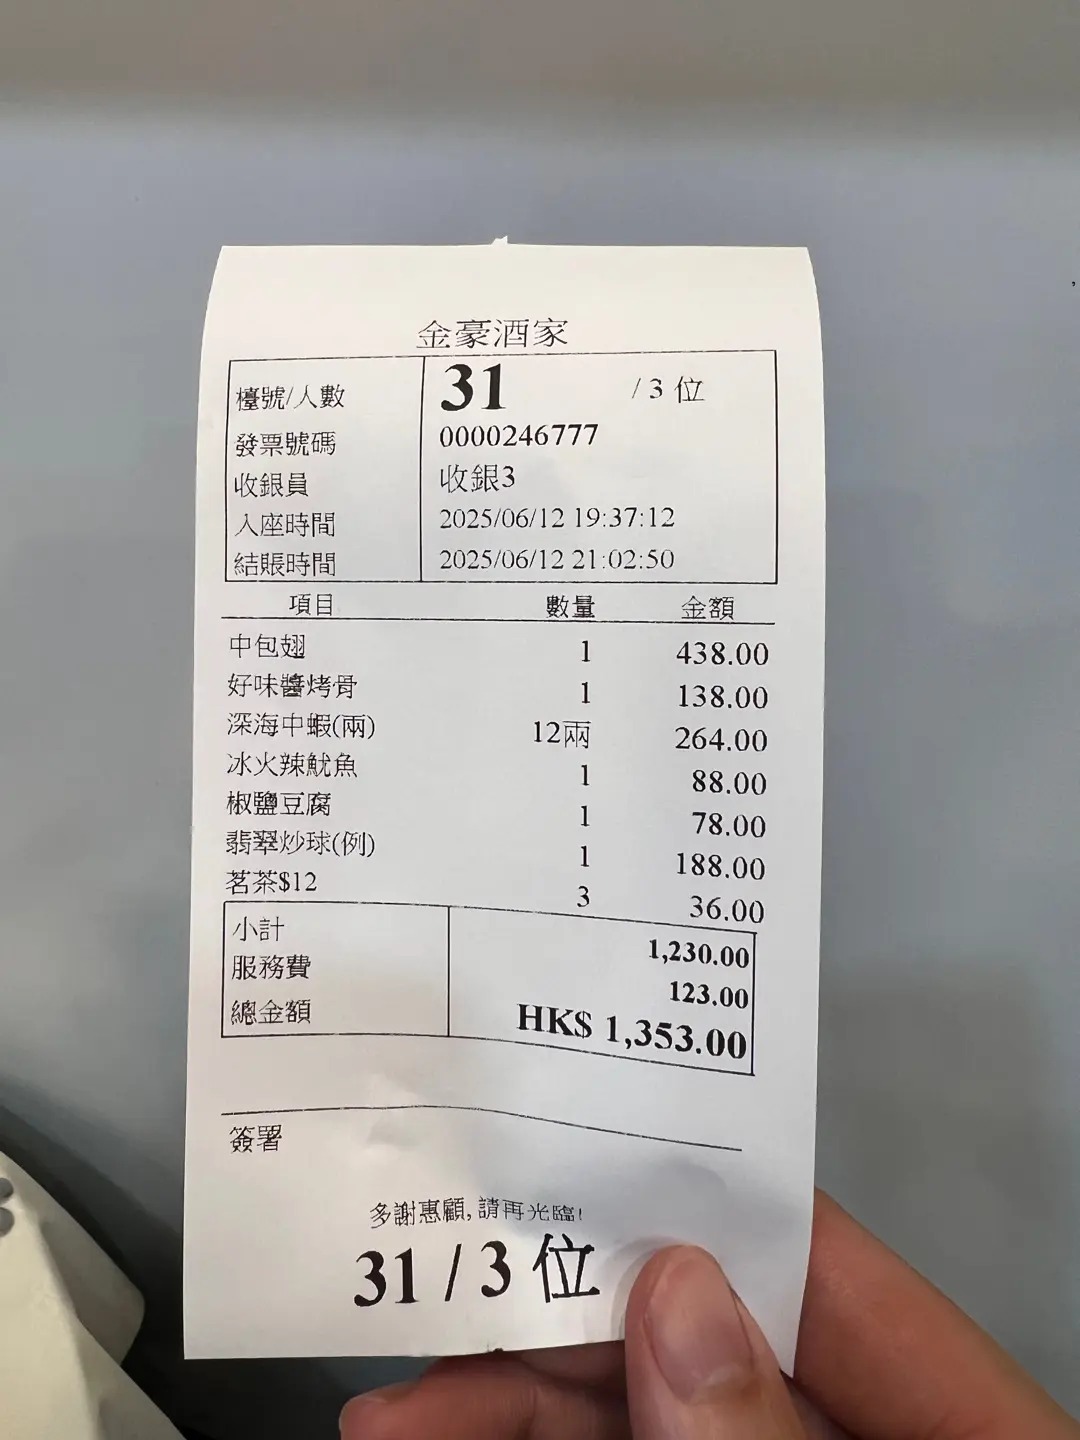 金豪酒家
檯號/人數 31 / 3 位
發票號碼 0000246777
收銀員 收銀3
入座時間 2025/06/12 19:37:12
結賬時間 2025/06/12 21:02:50
項目 數量 金額
中包翅 1 438.00
好味醬烤骨 1 138.00
深海中蝦(兩) 12兩 264.00
冰火辣魷魚 1 88.00
椒鹽豆腐 1 78.00
翡翠炒球(例) 1 188.00
茗茶$12 3 36.00
小計 1,230.00
服務費 123.00
總金額 HK$ 1,353.00
簽署
多謝惠顧, 請再光臨!
31 / 3 位